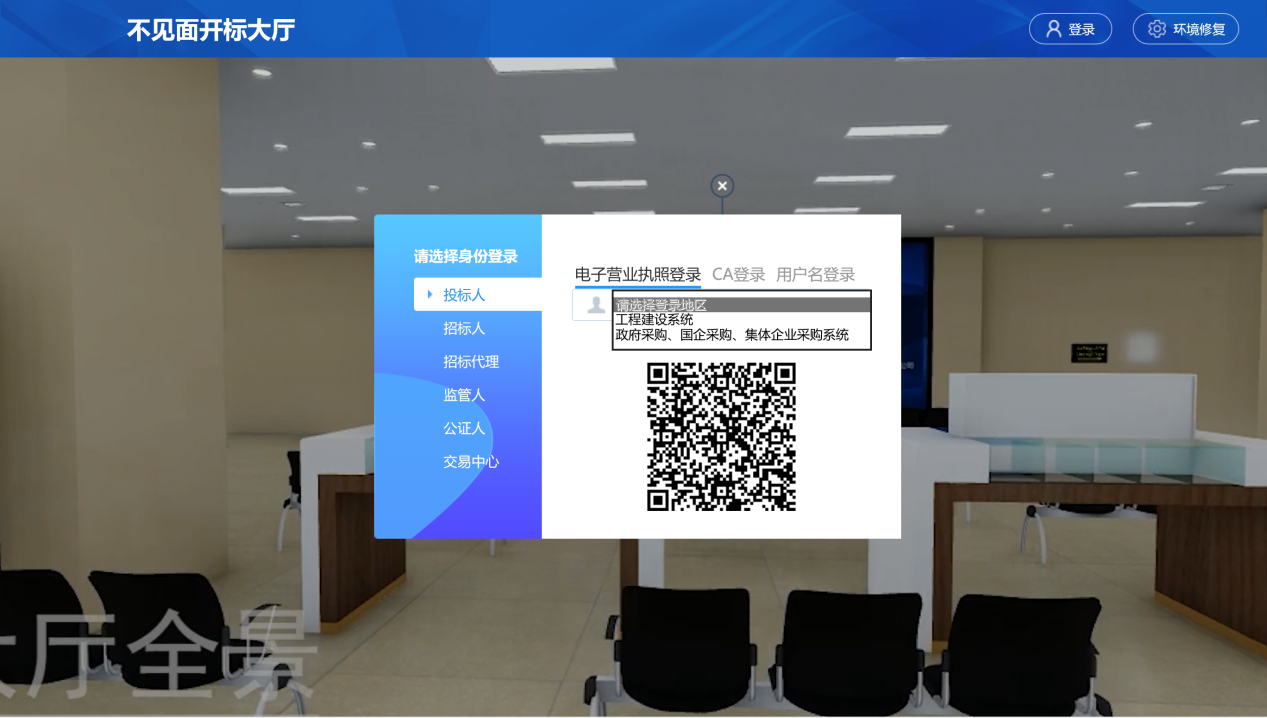 不见面开标大厅
登录
环境修复
请选择身份登录
投标人
招标人
招标代理
监管人
公证人
交易中心
电子营业执照登录 CA登录 用户名登录
请选择登录地区
工程建设系统
政府采购、国企采购、集体企业采购系统
大厅全景